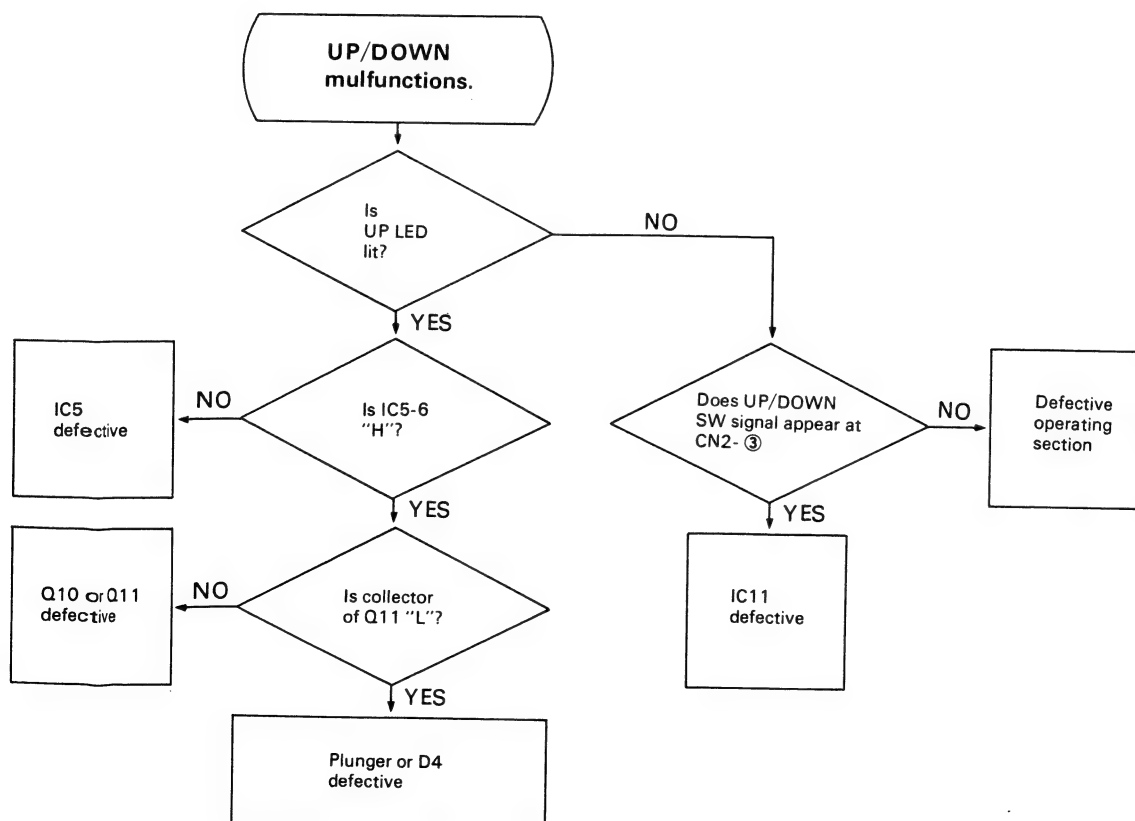 UP/DOWN
mulfunctions.
Is
UP LED
lit?
NO
YES
IC5
defective
NO
Is IC5-6
"H"?
Does UP/DOWN
SW signal appear at
CN2- ③
NO
Defective
operating
section
YES
YES
Q10 or Q11
defective
NO
Is collector
of Q11 "L"?
IC11
defective
YES
Plunger or D4
defective